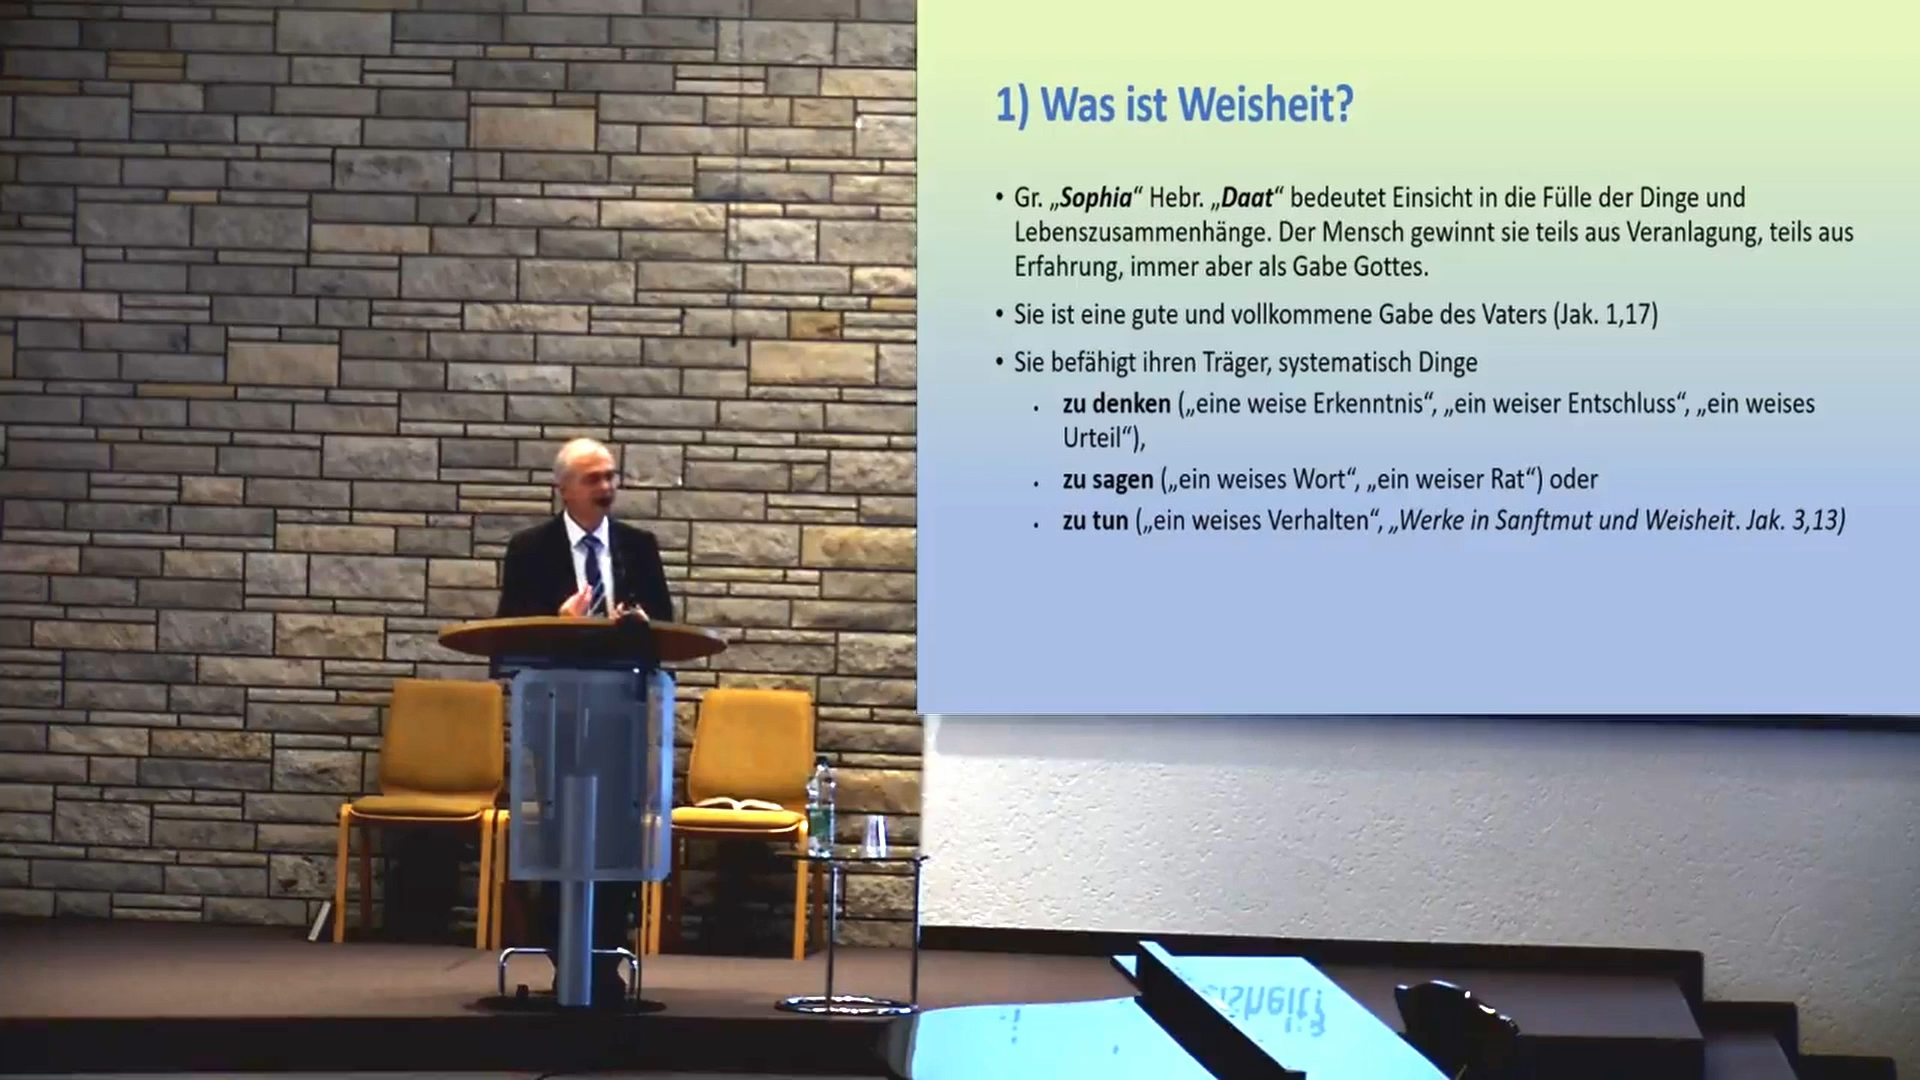 1) Was ist Weisheit?
• Gr. „Sophia“ Hebr. „Daat“ bedeutet Einsicht in die Fülle der Dinge und
Lebenszusammenhänge. Der Mensch gewinnt sie teils aus Veranlagung, teils aus
Erfahrung, immer aber als Gabe Gottes.
• Sie ist eine gute und vollkommene Gabe des Vaters (Jak. 1,17)
• Sie befähigt ihren Träger, systematisch Dinge
• zu denken („eine weise Erkenntnis“, „ein weiser Entschluss“, „ein weises
Urteil“),
• zu sagen („ein weises Wort“, „ein weiser Rat“) oder
• zu tun („ein weises Verhalten“, „Werke in Sanftmut und Weisheit. Jak. 3,13)